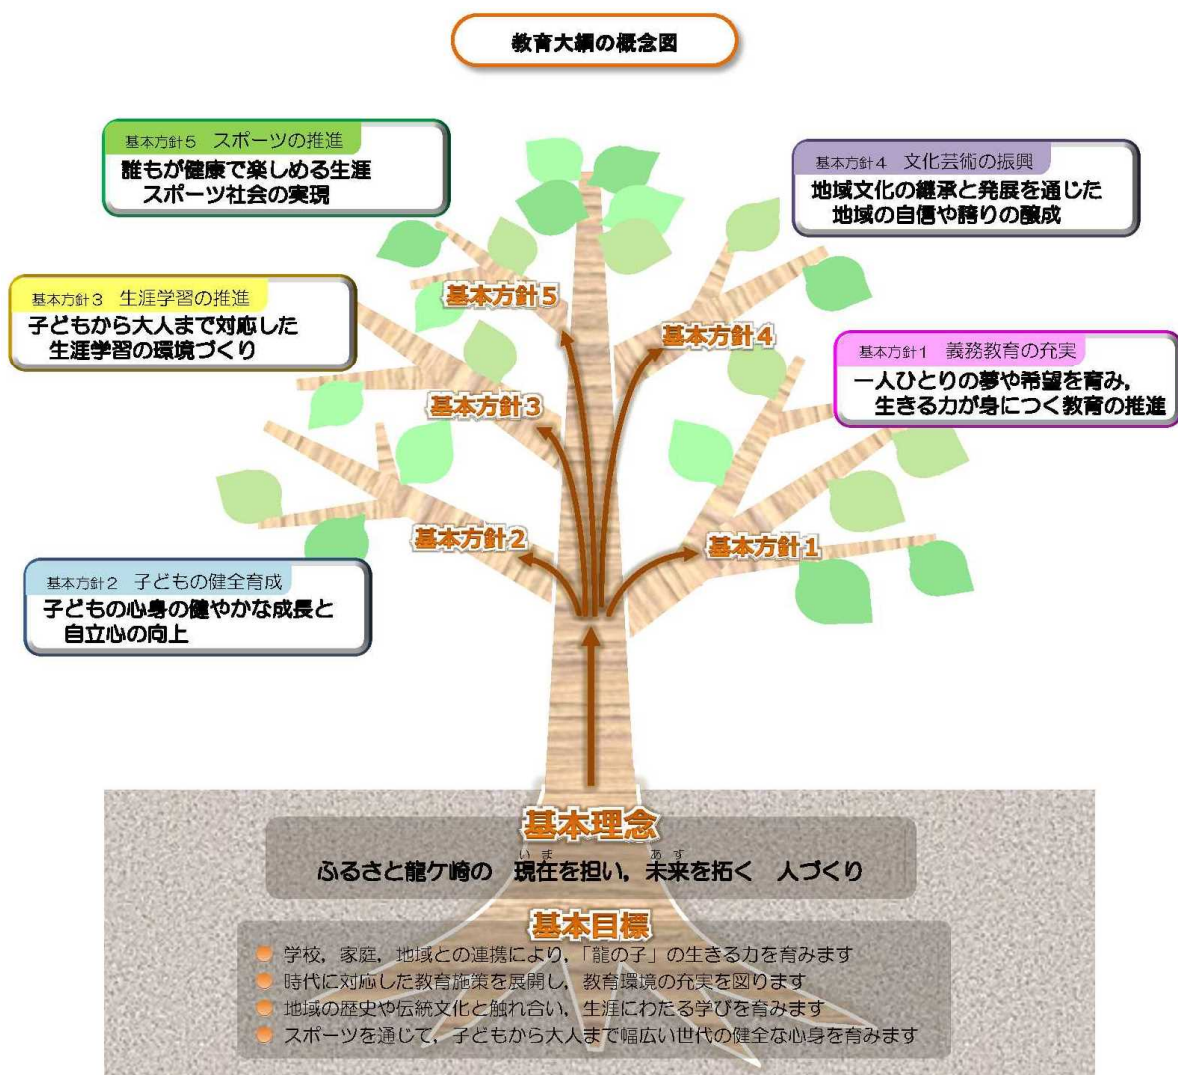 教育大綱の概念図
基本方針5 スポーツの推進
誰もが健康で楽しめる生涯
スポーツ社会の実現
基本方針4 文化芸術の振興
地域文化の継承と発展を通じた
地域の自信や誇りの醸成
基本方針3 生涯学習の推進
子どもから大人まで対応した
生涯学習の環境づくり
基本方針1 義務教育の充実
一人ひとりの夢や希望を育み，
生きる力が身につく教育の推進
基本方針2 子どもの健全育成
子どもの心身の健やかな成長と
自立心の向上
基本方針5
基本方針4
基本方針3
基本方針2
基本方針1
基本理念
いま あす
ふるさと龍ケ崎の 現在を担い，未来を拓く 人づくり
基本目標
学校，家庭，地域との連携により，「龍の子」の生きる力を育みます
時代に対応した教育施策を展開し，教育環境の充実を図ります
地域の歴史や伝統文化と触れ合い，生涯にわたる学びを育みます
スポーツを通じて，子どもから大人まで幅広い世代の健全な心身を育みます